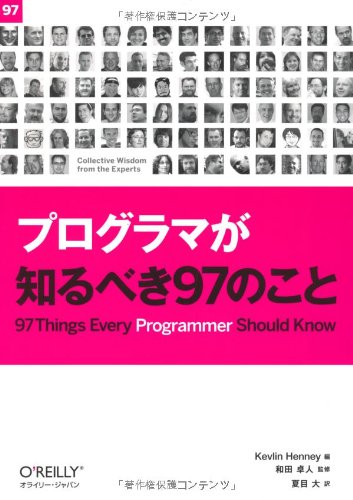 97
「著作権保護コンテンツ」
Collective Wisdom
from the Experts
プログラマが
知るべき97のこと
97 Things Every Programmer Should Know
Kevlin Henney 編
和田 卓人 監修
夏目 大 訳
O'REILLY®
オライリー・ジャパン
「著作権保護コンテンツ」